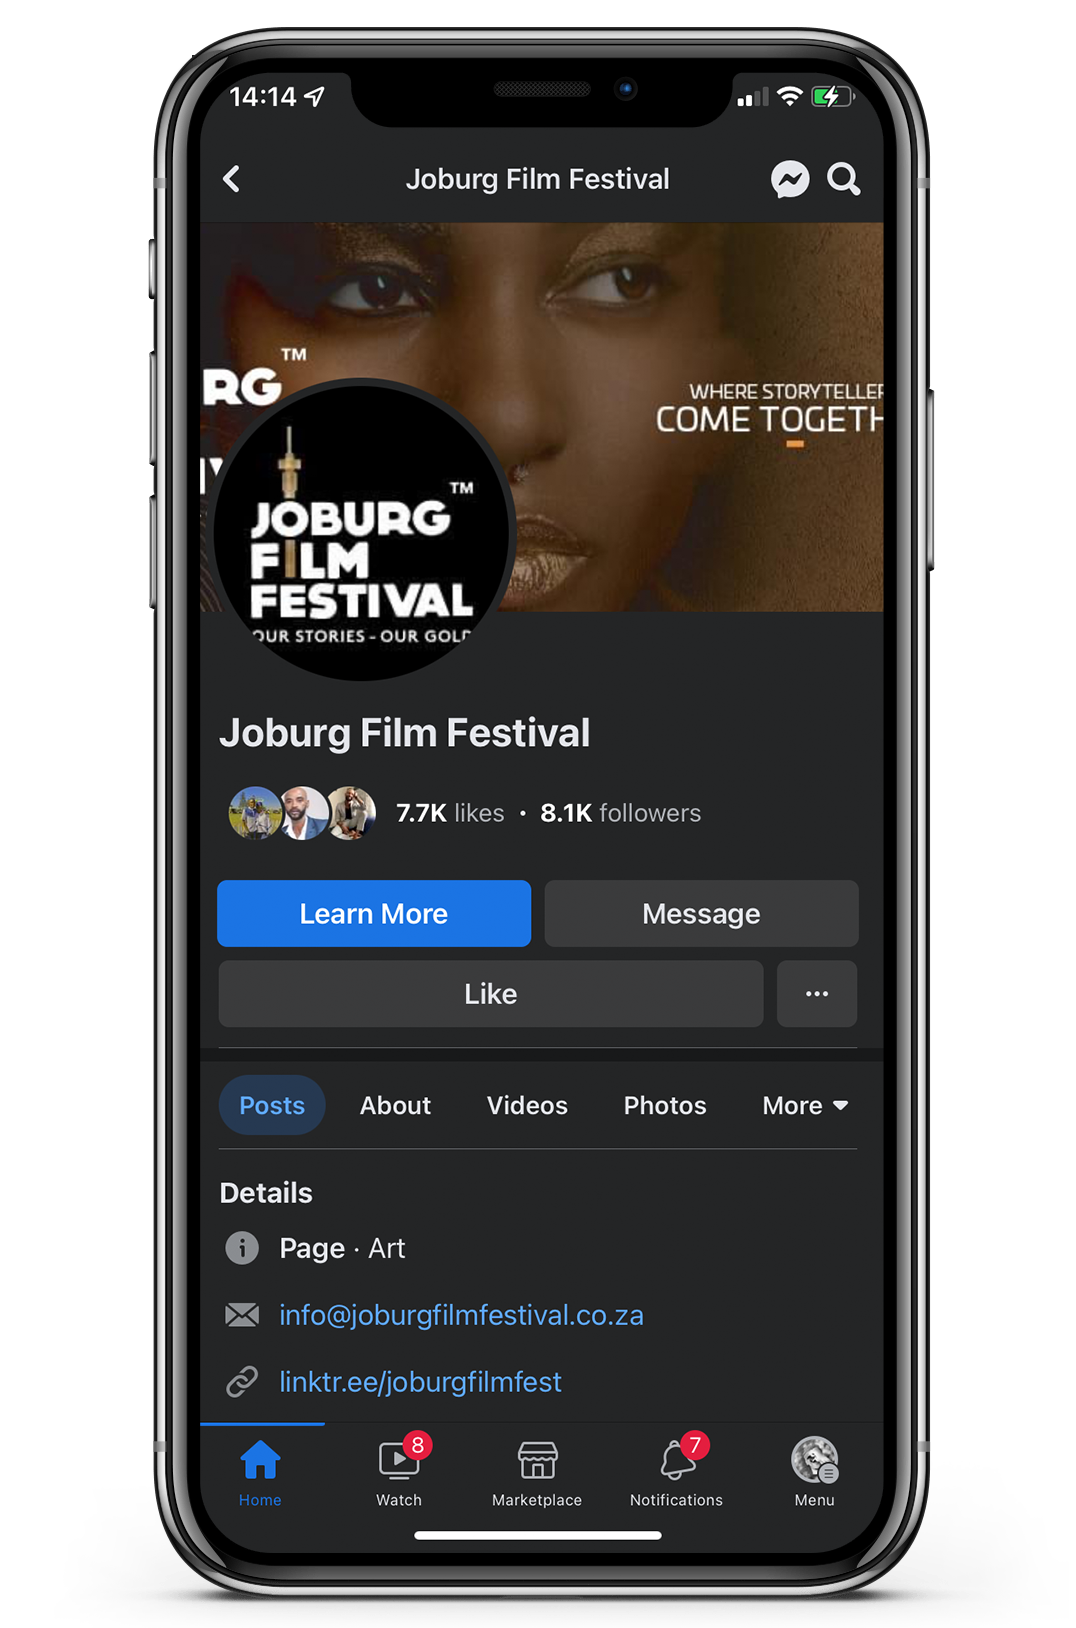 14:14
Joburg Film Festival
TM
RG
WHERE STORYTELLER
COME TOGETH
TM
JOBURG
FILM
FESTIVAL
OUR STORIES - OUR GOLD
Joburg Film Festival
7.7K likes · 8.1K followers
Learn More
Message
Like
Posts
About
Videos
Photos
More
Details
Page · Art
info@joburgfilmfestival.co.za
linktr.ee/joburgfilmfest
8
7
Home
Watch
Marketplace
Notifications
Menu